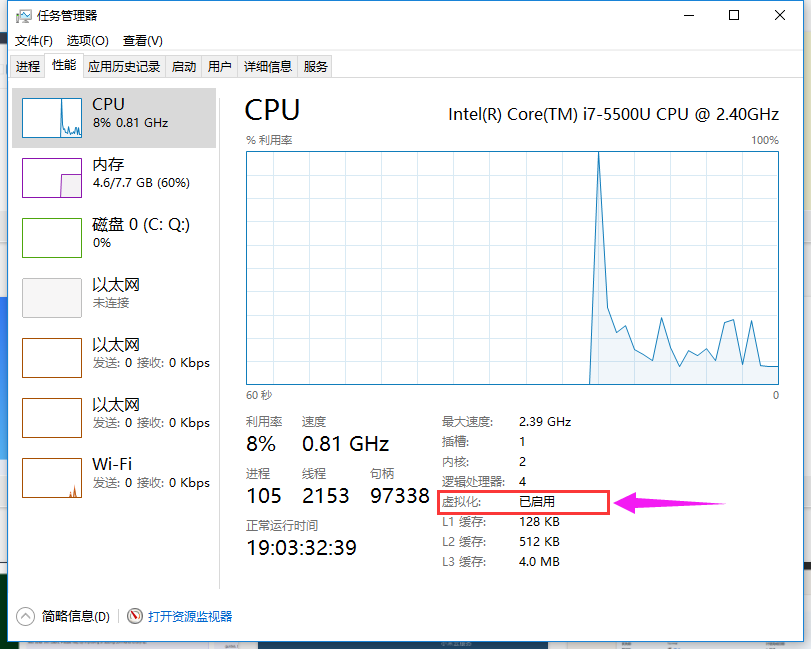 任务管理器
文件(F) 选项(O) 查看(V)
进程 性能 应用历史记录 启动 用户 详细信息 服务
CPU
8% 0.81 GHz
内存
4.6/7.7 GB (60%)
磁盘 0 (C: Q:)
0%
以太网
未连接
以太网
发送: 0 接收: 0 Kbps
以太网
发送: 0 接收: 0 Kbps
Wi-Fi
发送: 0 接收: 0 Kbps
CPU
Intel(R) Core(TM) i7-5500U CPU @ 2.40GHz
% 利用率 100%
60 秒 0
利用率 速度
8% 0.81 GHz
进程 线程 句柄
105 2153 97338
正常运行时间
19:03:32:39
最大速度: 2.39 GHz
插槽: 1
内核: 2
逻辑处理器: 4
虚拟化: 已启用
L1 缓存: 128 KB
L2 缓存: 512 KB
L3 缓存: 4.0 MB
简略信息(D) 打开资源监视器